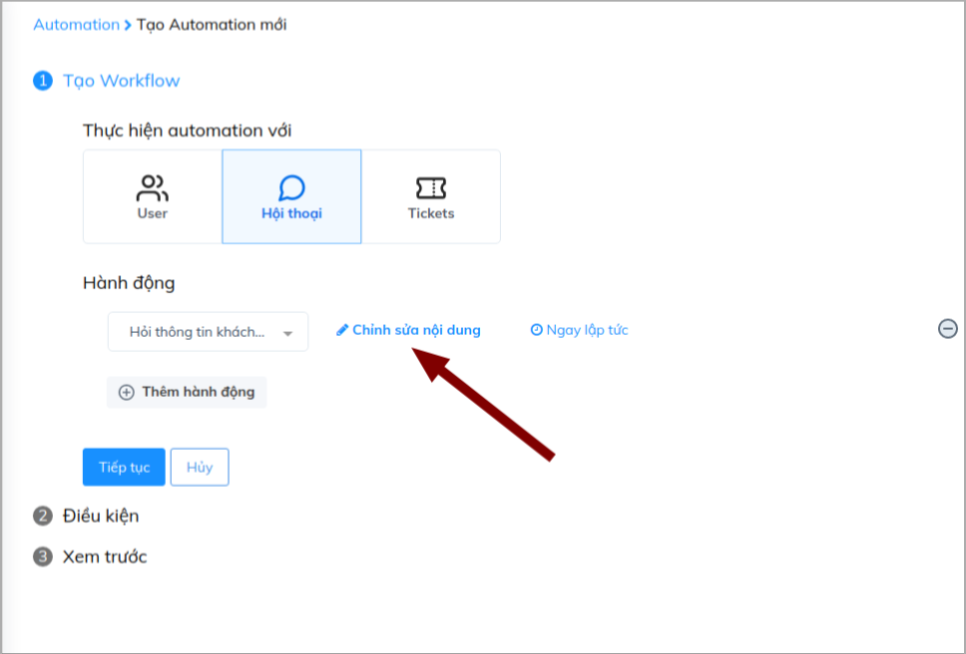 Automation > Tạo Automation mới
1 Tạo Workflow
Thực hiện automation với
User
Hội thoại
Tickets
Hành động
Hỏi thông tin khách...
Chỉnh sửa nội dung
Ngay lập tức
Thêm hành động
Tiếp tục
Hủy
2 Điều kiện
3 Xem trước